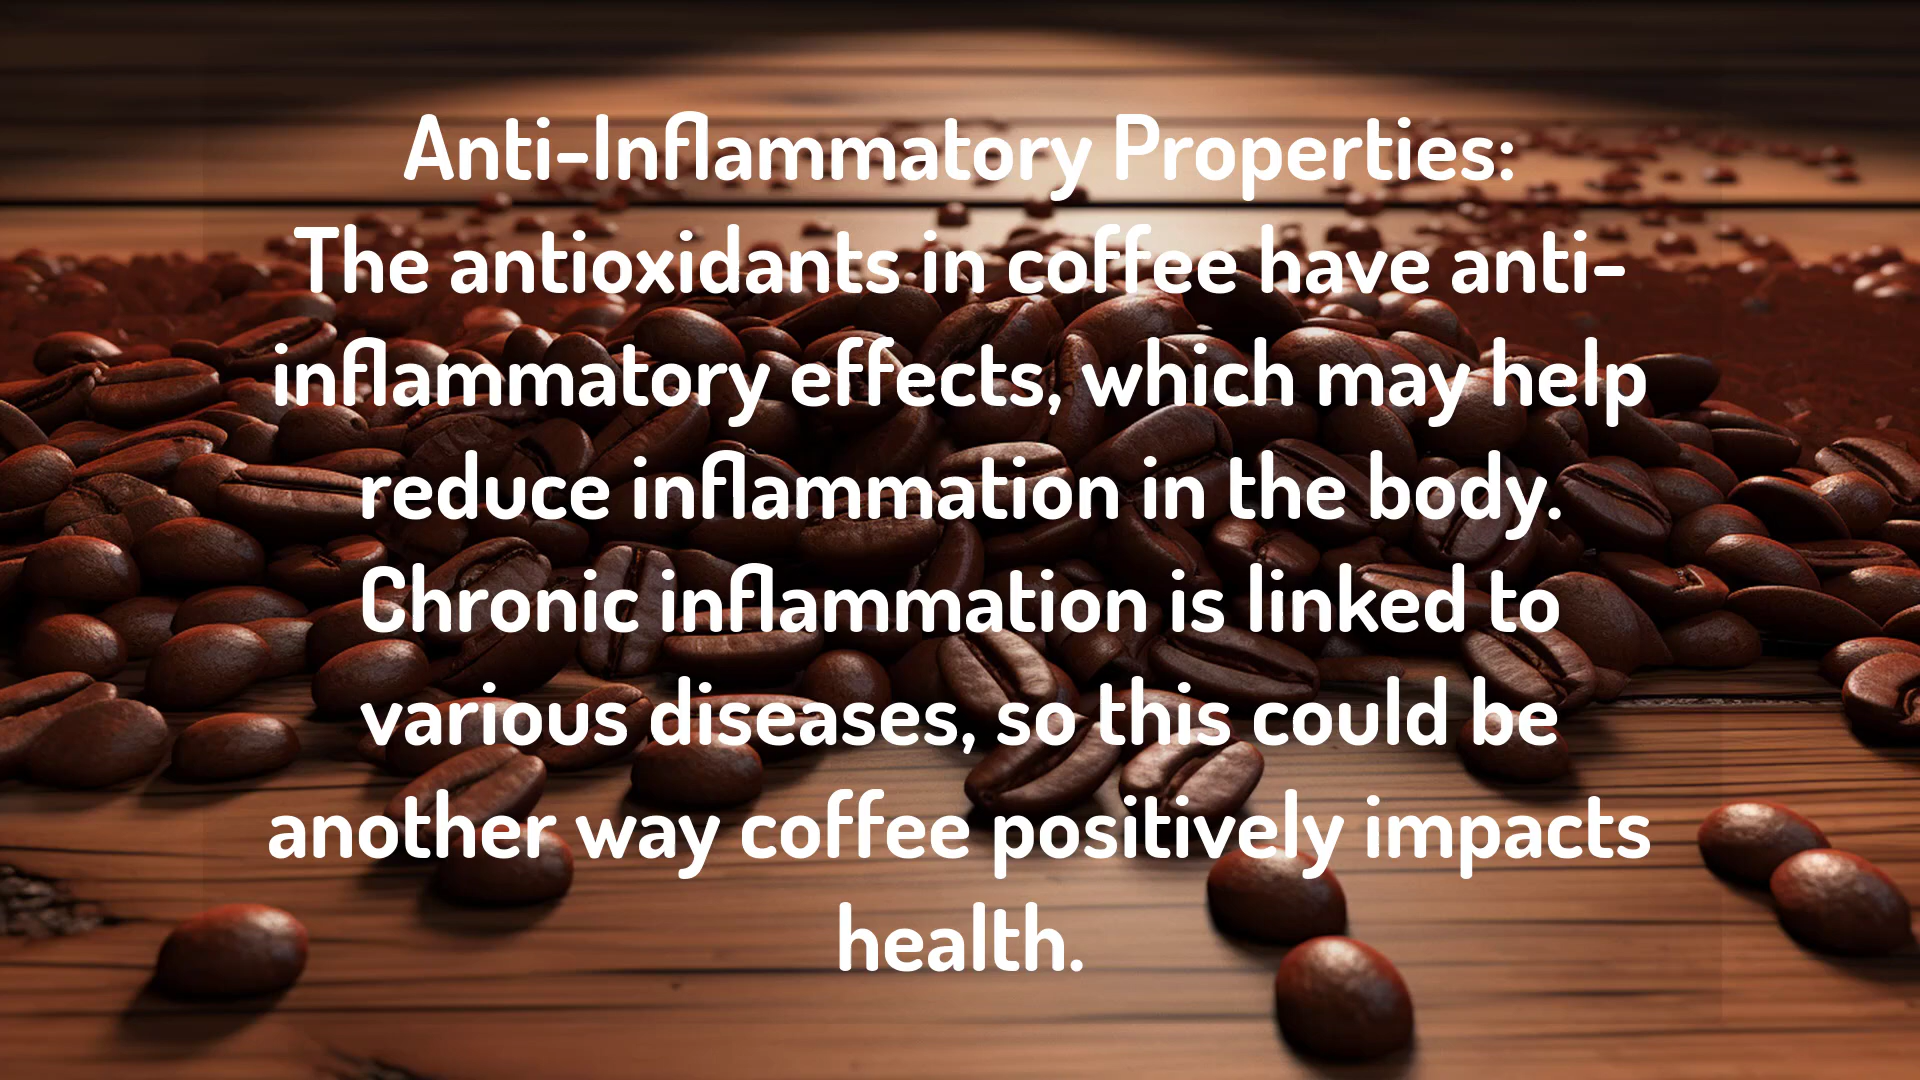 Anti-Inflammatory Properties:
The antioxidants in coffee have anti-
inflammatory effects, which may help
reduce inflammation in the body.
Chronic inflammation is linked to
various diseases, so this could be
another way coffee positively impacts
health.